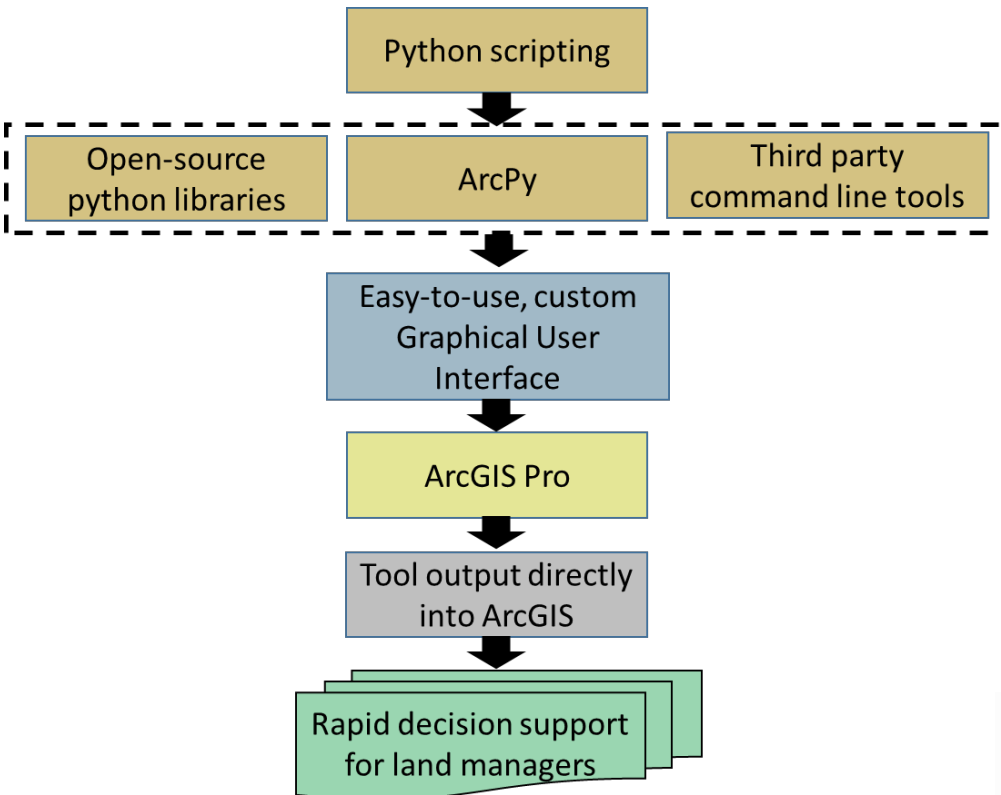 Python scripting
Open-source
python libraries
ArcPy
Third party
command line tools
Easy-to-use, custom
Graphical User
Interface
ArcGIS Pro
Tool output directly
into ArcGIS
Rapid decision support
for land managers